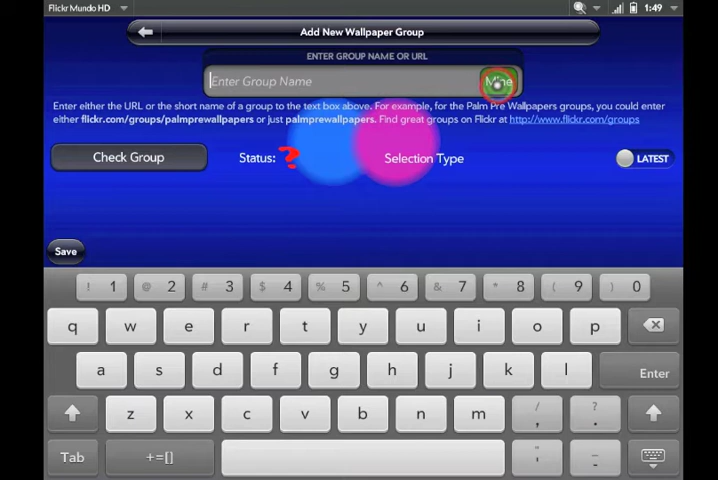 Flickr Mundo HD
1:49
Add New Wallpaper Group
ENTER GROUP NAME OR URL
Enter Group Name
Mine
Enter either the URL or the short name of a group to the text box above. For example, for the Palm Pre Wallpapers groups, you could enter
either flickr.com/groups/palmprewallpapers or just palmprewallpapers. Find great groups on Flickr at http://www.flickr.com/groups
Check Group
Status: ?
Selection Type
LATEST
Save
! 1 @ 2 # 3 $ 4 % 5 ^ 6 & 7 * 8 ( 9 ) 0
q w e r t y u i o p
a s d f g h j k l Enter
z x c v b n m / , ? .
Tab +=[] " ' _ -